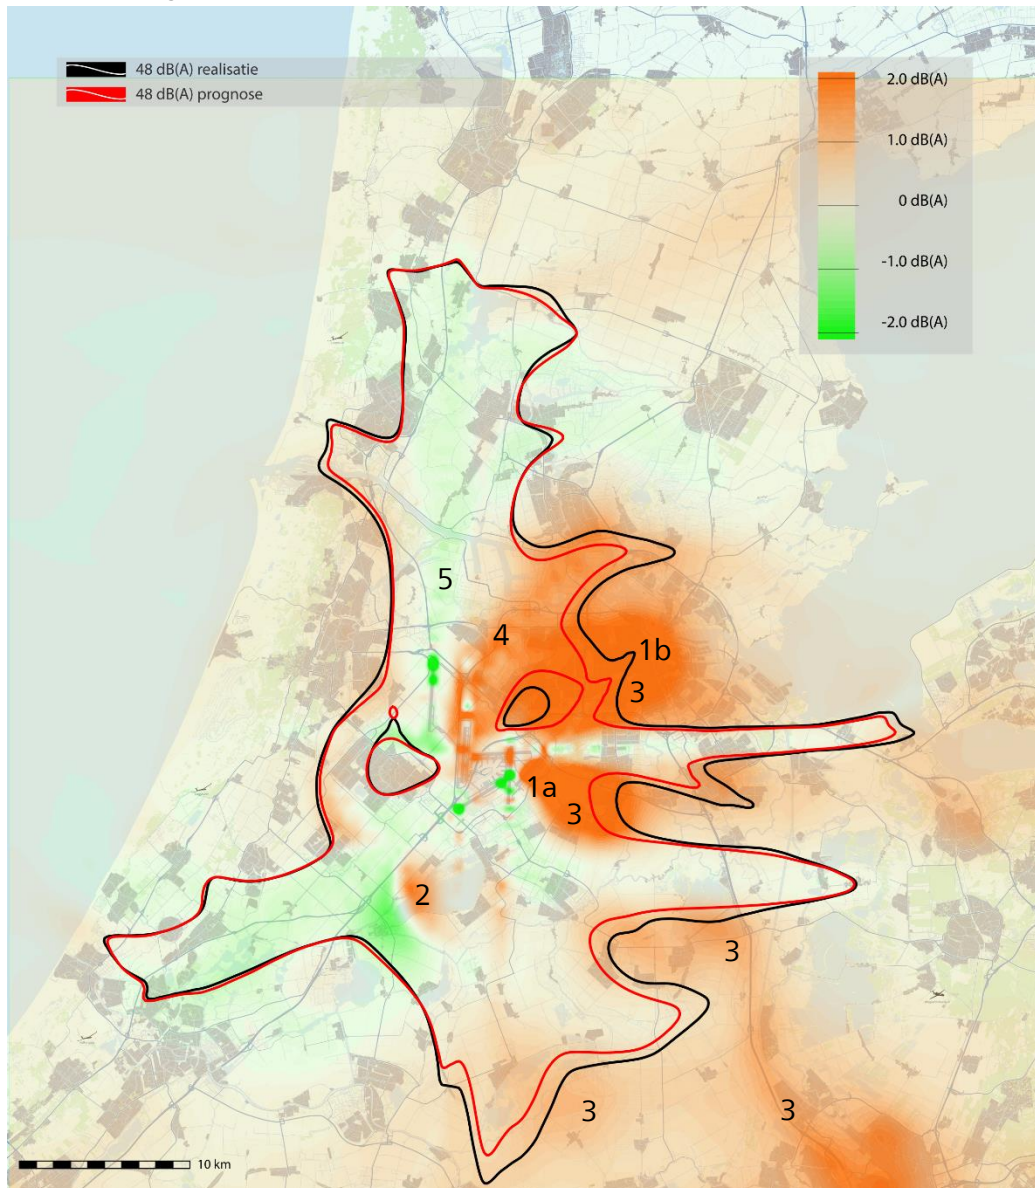 48 dB(A) realisatie
48 dB(A) prognose
2.0 dB(A)
1.0 dB(A)
0 dB(A)
-1.0 dB(A)
-2.0 dB(A)
5
4
1b
3
1a
3
2
3
3
3
10 km